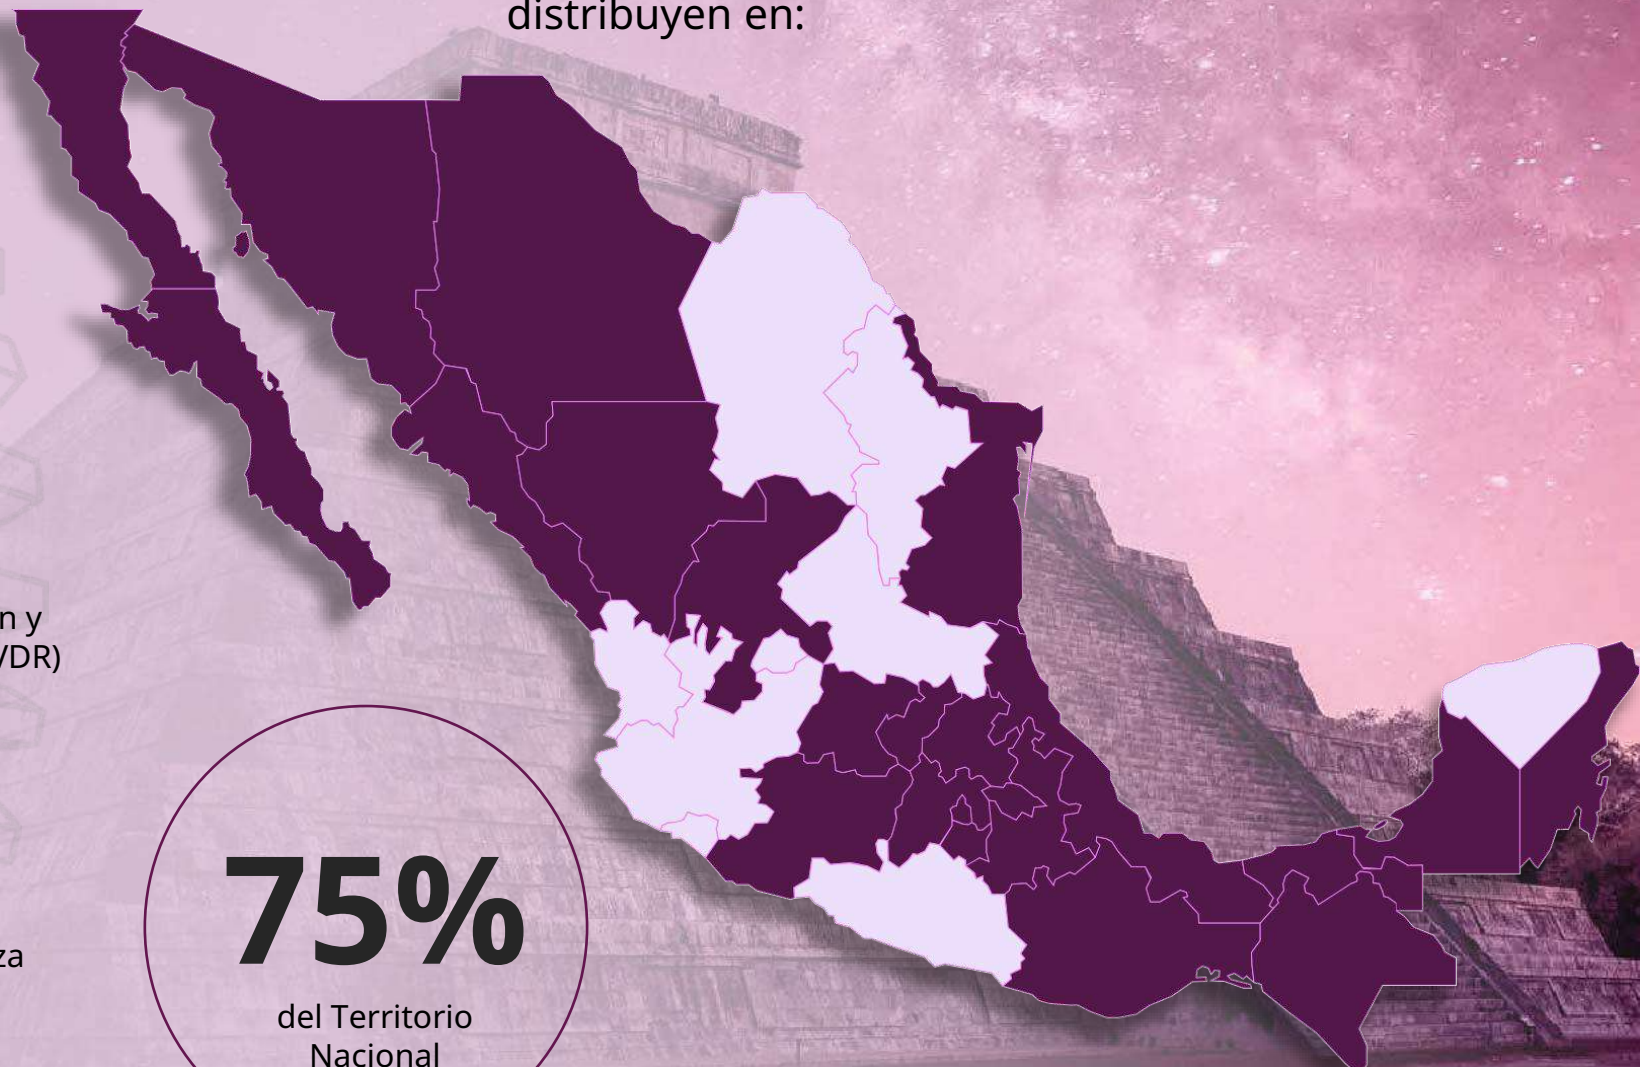 distribuyen en:
n y
/DR)
75%
del Territorio
Nacional
za